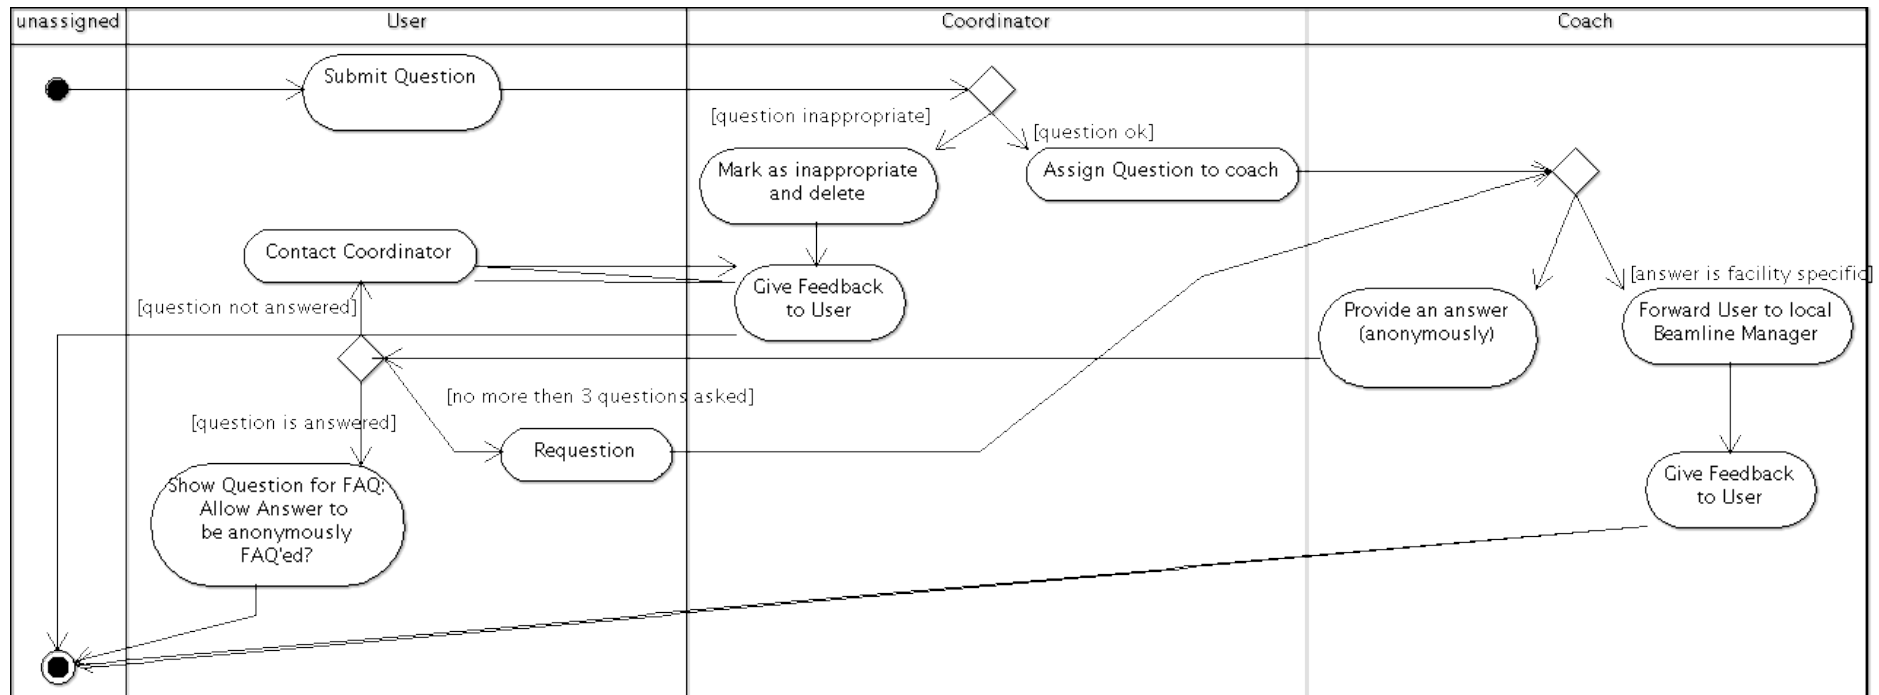 unassigned
User
Coordinator
Coach
Submit Question
[question inappropriate]
[question ok]
Mark as inappropriate
and delete
Assign Question to coach
Contact Coordinator
Give Feedback
to User
[answer is facility specific]
[question not answered]
Provide an answer
(anonymously)
Forward User to local
Beamline Manager
[no more then 3 questions asked]
[question is answered]
Requestion
Show Question for FAQ:
Allow Answer to
be anonymously
FAQ'ed?
Give Feedback
to User